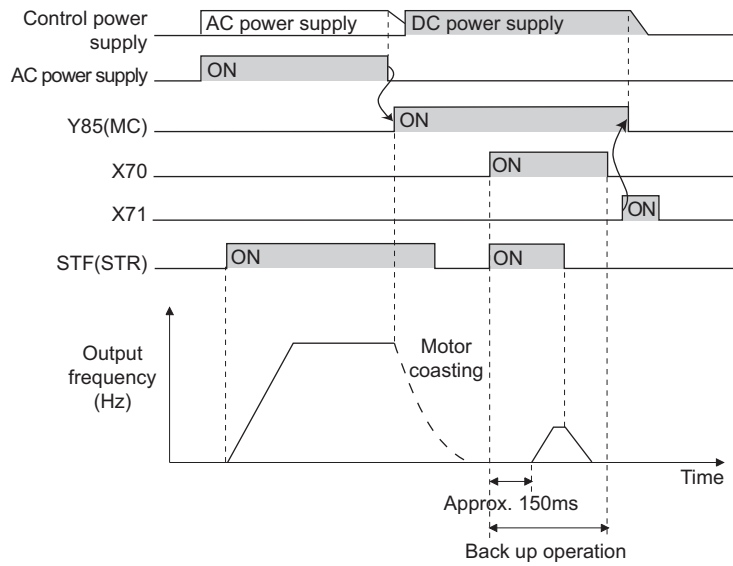 Control power
supply
AC power supply
DC power supply
AC power supply
ON
Y85(MC)
ON
X70
ON
X71
ON
STF(STR)
ON
ON
Output
frequency
(Hz)
Motor
coasting
Time
Approx. 150ms
Back up operation